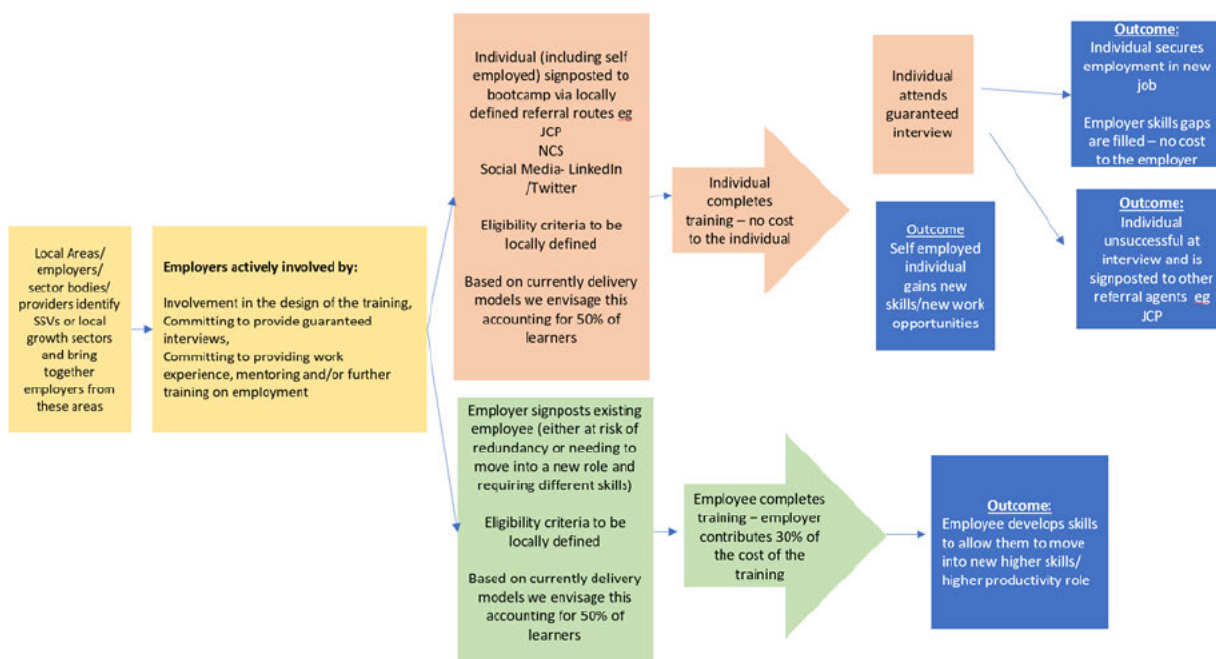 Local Areas/
employers/
sector bodies/
providers identify
SSVs or local
growth sectors
and bring
together
employers from
these areas
Employers actively involved by:
Involvement in the design of the training,
Committing to provide guaranteed
interviews,
Committing to providing work
experience, mentoring and/or further
training on employment
Individual (including self
employed) signposted to
bootcamp via locally
defined referral routes eg
JCP
NCS
Social Media- LinkedIn
/Twitter
Eligibility criteria to be
locally defined
Based on currently delivery
models we envisage this
accounting for 50% of
learners
Individual
completes
training – no cost
to the individual
Individual
attends
guaranteed
interview
Outcome
Self employed
individual
gains new
skills/new work
opportunities
Outcome:
Individual secures
employment in new
job
Employer skills gaps
are filled – no cost
to the employer
Outcome:
Individual
unsuccessful at
interview and is
signposted to other
referral agents eg
JCP
Employer signposts existing
employee (either at risk of
redundancy or needing to
move into a new role and
requiring different skills)
Eligibility criteria to be
locally defined
Based on currently delivery
models we envisage this
accounting for 50% of
learners
Employee completes
training – employer
contributes 30% of
the cost of the
training
Outcome:
Employee develops skills
to allow them to move
into new higher skills/
higher productivity role